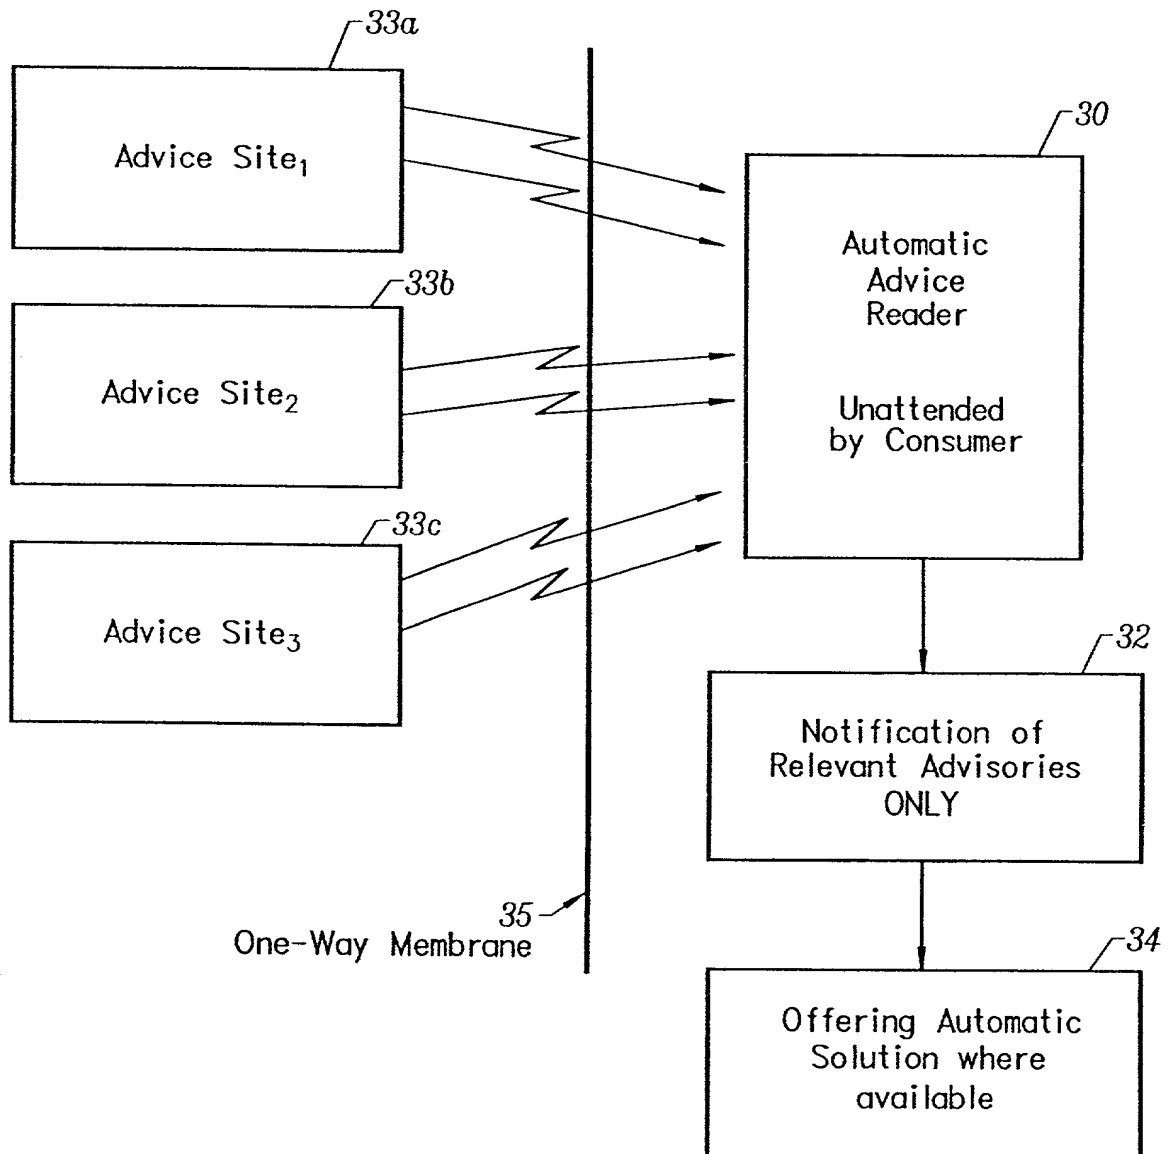 33a
Advice Site₁
33b
Advice Site₂
33c
Advice Site₃
35
One-Way Membrane
30
Automatic
Advice
Reader
Unattended
by Consumer
32
Notification of
Relevant Advisories
ONLY
34
Offering Automatic
Solution where
available